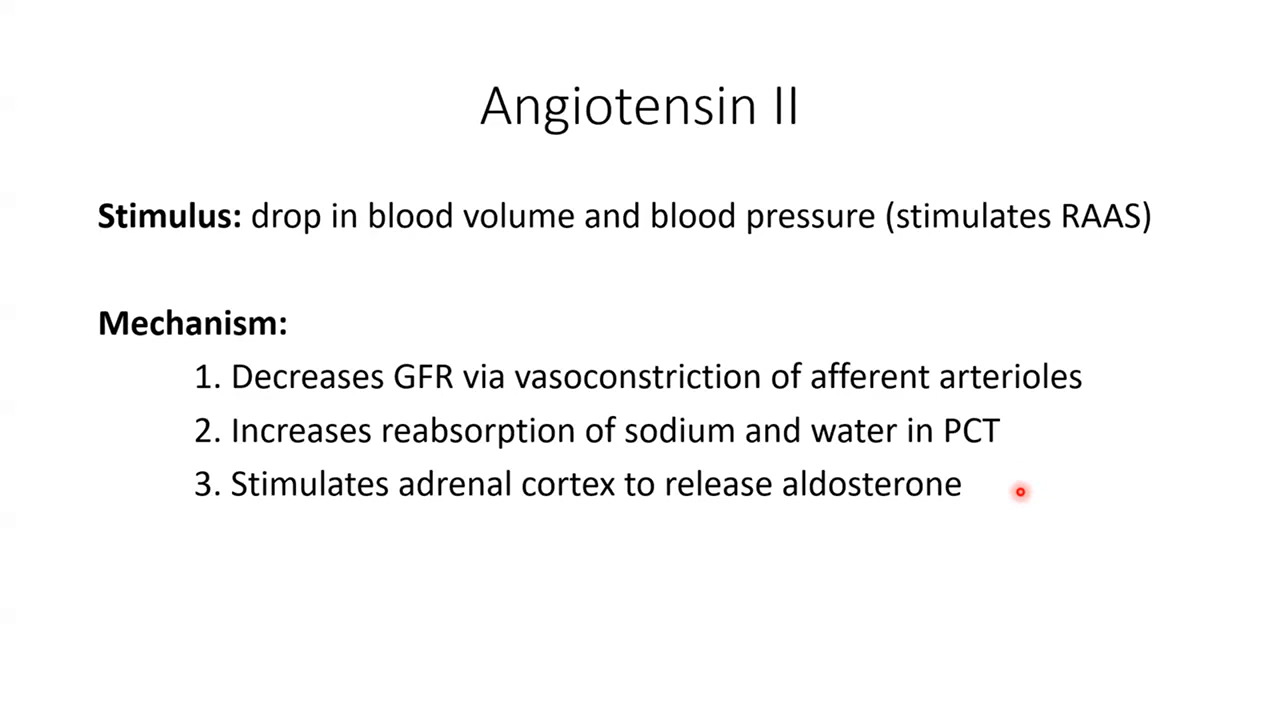 Angiotensin II
Stimulus: drop in blood volume and blood pressure (stimulates RAAS)
Mechanism:
1. Decreases GFR via vasoconstriction of afferent arterioles
2. Increases reabsorption of sodium and water in PCT
3. Stimulates adrenal cortex to release aldosterone